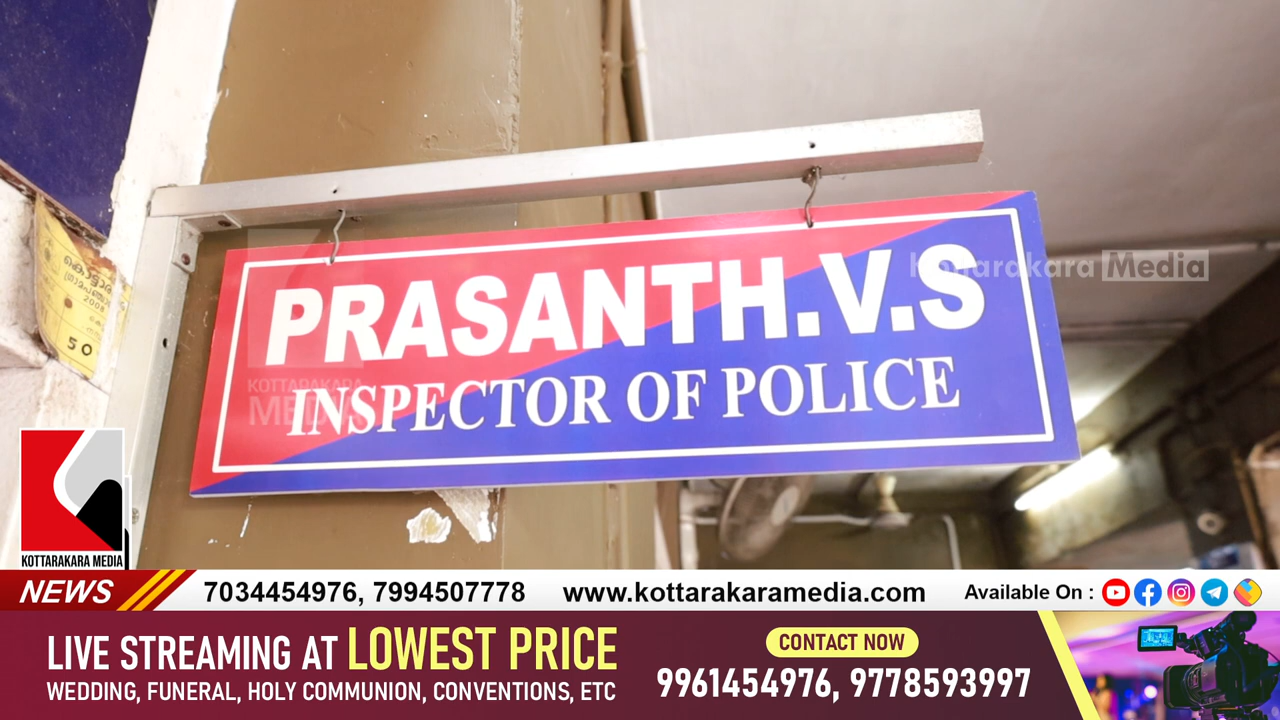 PRASANTH.V.S
INSPECTOR OF POLICE
Kottarakara Media
KOTTARAKARA
MEDIA
2008
50
KOTTARAKARA MEDIA
NEWS
7034454976, 7994507778
www.kottarakaramedia.com
Available On :
LIVE STREAMING AT LOWEST PRICE
WEDDING, FUNERAL, HOLY COMMUNION, CONVENTIONS, ETC
CONTACT NOW
9961454976, 9778593997